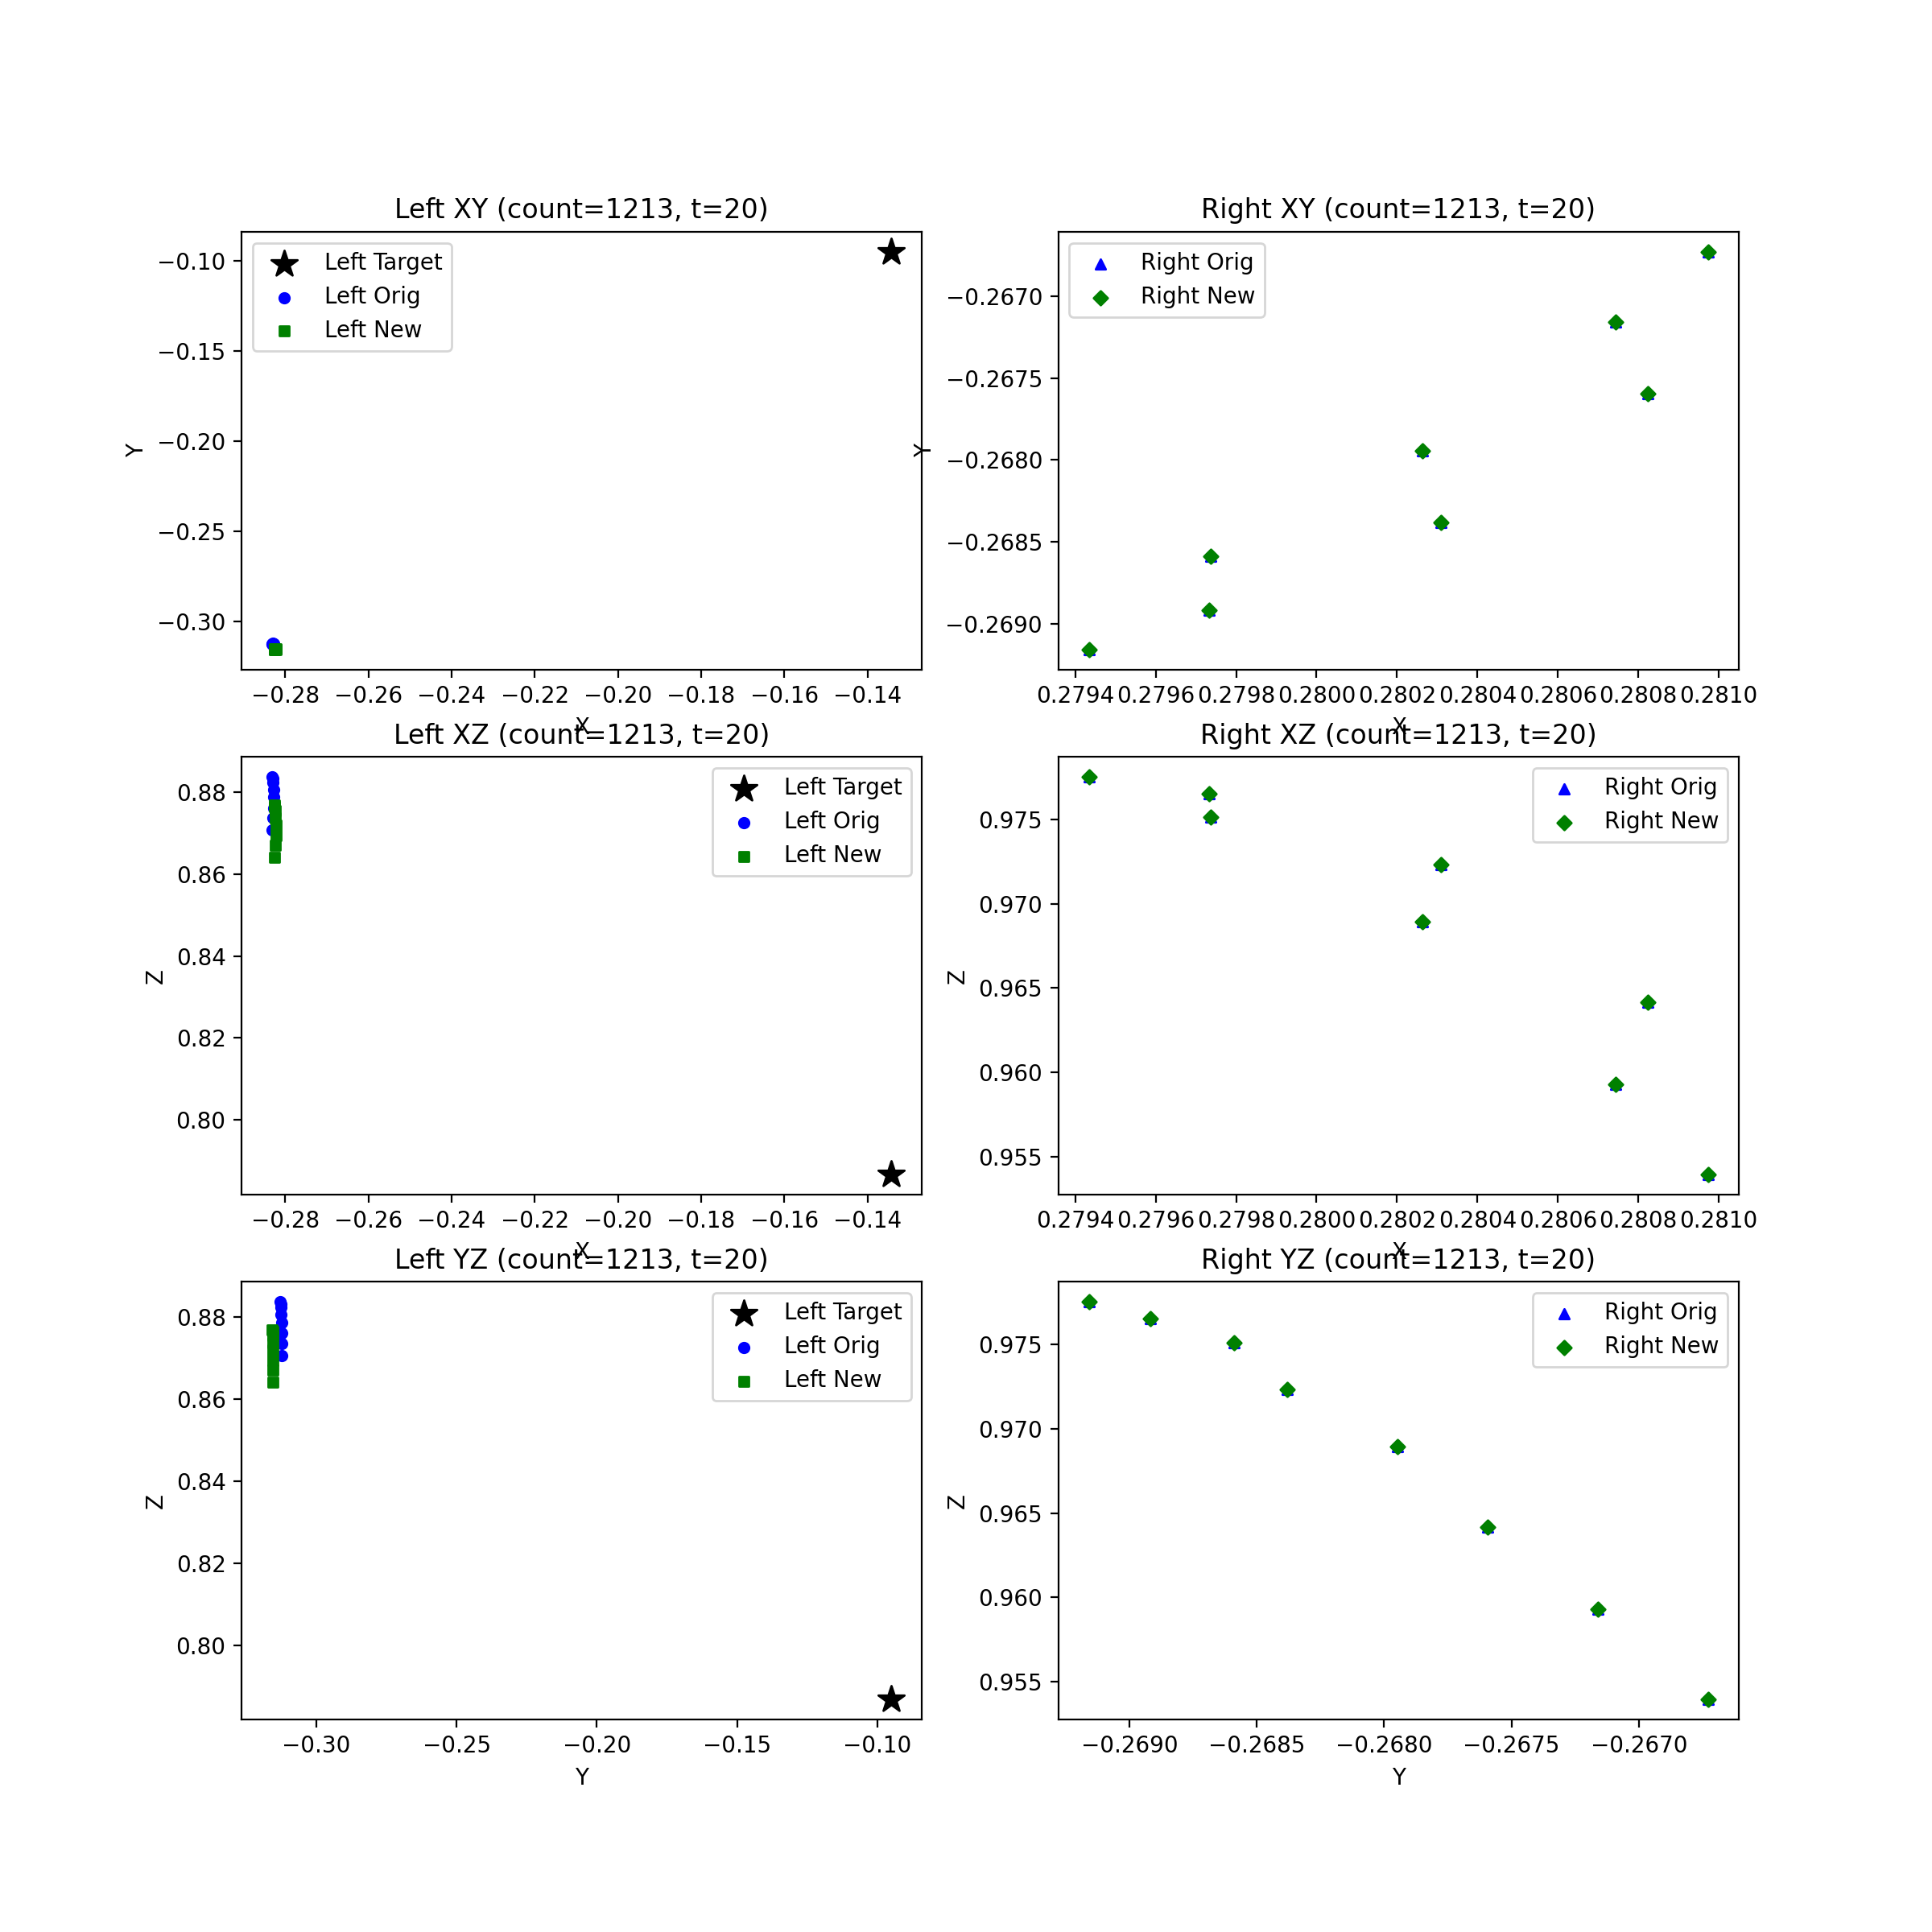 Left XY (count=1213, t=20)
Left Target
Left Orig
Left New
−0.10
−0.15
−0.20
−0.25
−0.30
Y
−0.28 −0.26 −0.24 −0.22 −0.20 −0.18 −0.16 −0.14
X
Right XY (count=1213, t=20)
Right Orig
Right New
−0.2670
−0.2675
−0.2680
−0.2685
−0.2690
Y
0.2794 0.2796 0.2798 0.2800 0.2802 0.2804 0.2806 0.2808 0.2810
X
Left XZ (count=1213, t=20)
Left Target
Left Orig
Left New
0.88
0.86
0.84
0.82
0.80
Z
−0.28 −0.26 −0.24 −0.22 −0.20 −0.18 −0.16 −0.14
X
Right XZ (count=1213, t=20)
Right Orig
Right New
0.975
0.970
0.965
0.960
0.955
Z
0.2794 0.2796 0.2798 0.2800 0.2802 0.2804 0.2806 0.2808 0.2810
X
Left YZ (count=1213, t=20)
Left Target
Left Orig
Left New
0.88
0.86
0.84
0.82
0.80
Z
−0.30 −0.25 −0.20 −0.15 −0.10
Y
Right YZ (count=1213, t=20)
Right Orig
Right New
0.975
0.970
0.965
0.960
0.955
Z
−0.2690 −0.2685 −0.2680 −0.2675 −0.2670
Y